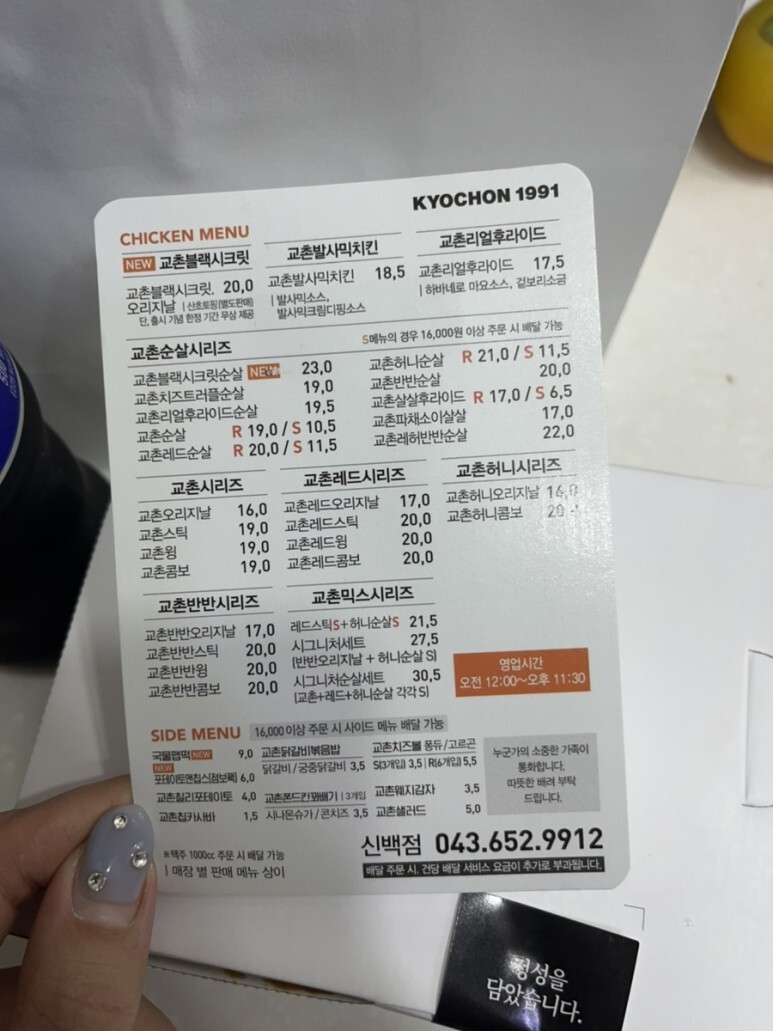 KYOCHON 1991
CHICKEN MENU
NEW 교촌블랙시크릿
교촌블랙시크릿. 20,0
오리지날 | 산초토핑(별도판매)
단, 출시 기념 한정 기간 무상 제공
교촌발사믹치킨
교촌발사믹치킨 18,5
| 발사믹소스,
발사믹크림디핑소스
교촌리얼후라이드
교촌리얼후라이드 17,5
| 하바네로 마요소스, 겉보리소금
교촌순살시리즈
S메뉴의 경우 16,000원 이상 주문 시 배달 가능
교촌블랙시크릿순살 NEW 23,0
교촌치즈트러플순살 19,0
교촌리얼후라이드순살 19,5
교촌순살 R 19,0 / S 10,5
교촌레드순살 R 20,0 / S 11,5
교촌허니순살 R 21,0 / S 11,5
교촌반반순살 20,0
교촌살살후라이드 R 17,0 / S 6,5
교촌파채소이살살 17,0
교촌레허반반순살 22,0
교촌시리즈
교촌오리지날 16,0
교촌스틱 19,0
교촌윙 19,0
교촌콤보 19,0
교촌레드시리즈
교촌레드오리지날 17,0
교촌레드스틱 20,0
교촌레드윙 20,0
교촌레드콤보 20,0
교촌허니시리즈
교촌허니오리지날
교촌허니콤보
교촌반반시리즈
교촌반반오리지날 17,0
교촌반반스틱 20,0
교촌반반윙 20,0
교촌반반콤보 20,0
교촌믹스시리즈
레드스틱S+허니순살S 21,5
시그니처세트 27,5
(반반오리지날 + 허니순살 S)
시그니처순살세트 30,5
(교촌+레드+허니순살 각각 S)
영업시간
오전 12:00~오후 11:30
SIDE MENU 16,000이상 주문 시 사이드 메뉴 배달 가능
국물맵떡 NEW 9,0
NEW
포테이토앤칩스(점보팩) 6,0
교촌칠리포테이토 4,0
교촌칩카사바 1,5
교촌닭갈비볶음밥
닭갈비 / 궁중닭갈비 3,5
교촌퐁드칸꽈배기 | 3개입
시나몬슈가 / 콘치즈 3,5
교촌치즈볼 퐁듀/고르곤
S(3개입) 3,5 | R(6개입) 5,5
교촌웨지감자 3,5
교촌샐러드 5,0
누군가의 소중한 가족이
통화합니다.
따뜻한 배려 부탁
드립니다.
※맥주 1000cc 주문 시 배달 가능
| 매장 별 판매 메뉴 상이
신백점 043.652.9912
배달 주문 시, 건당 배달 서비스 요금이 추가로 부과됩니다.
정성을
담았습니다.